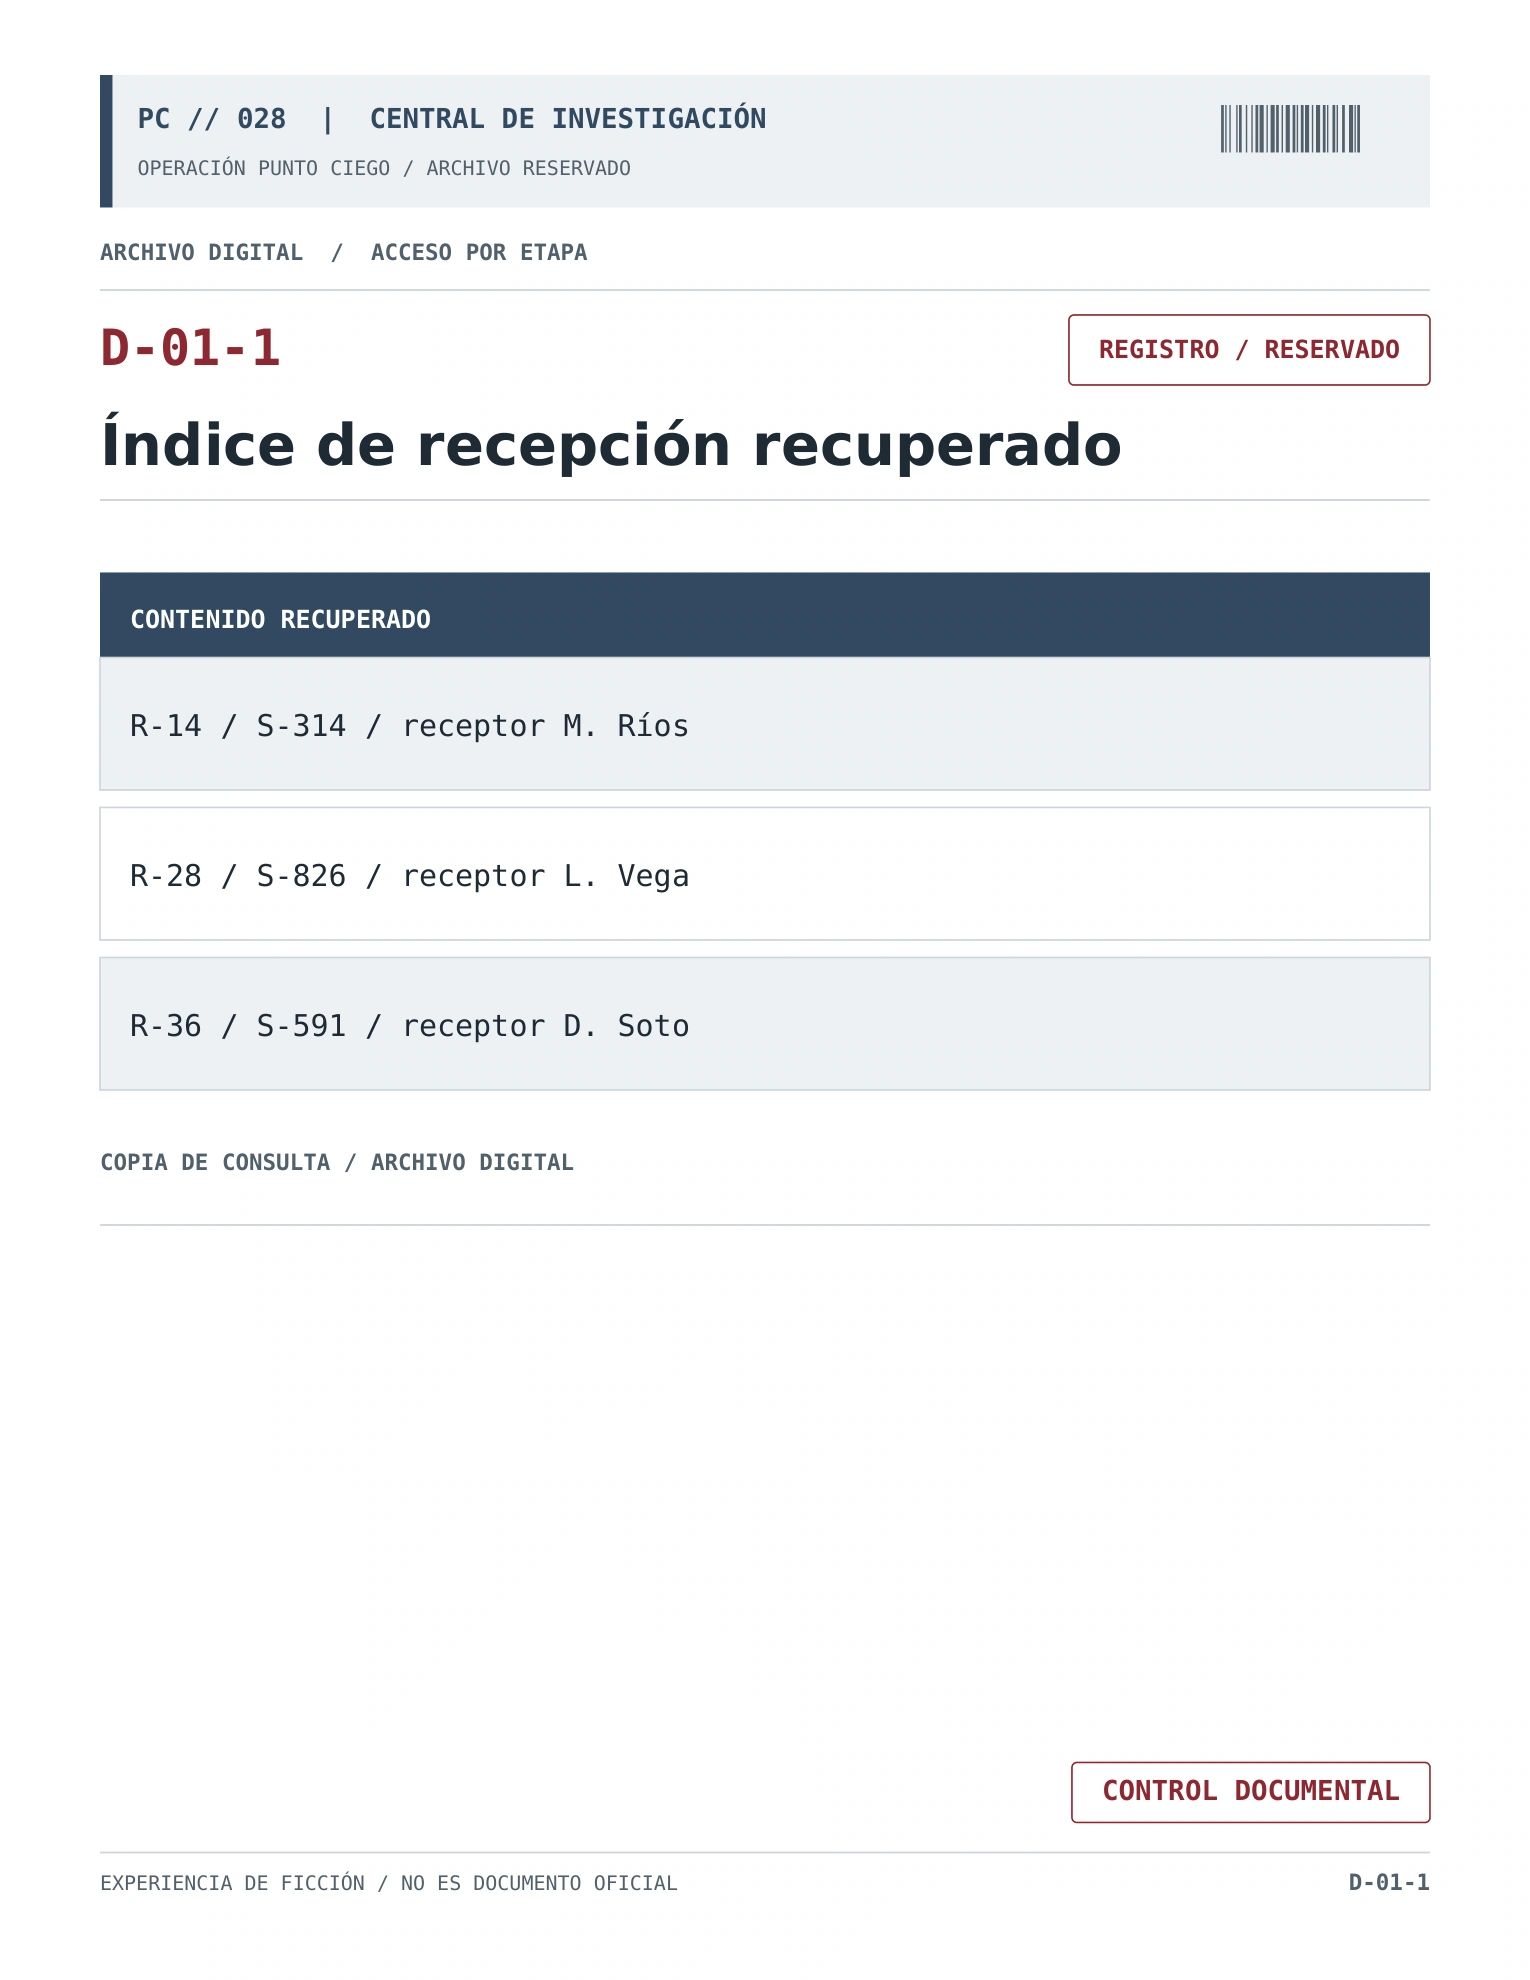 PC // 028 | CENTRAL DE INVESTIGACIÓN
OPERACIÓN PUNTO CIEGO / ARCHIVO RESERVADO
ARCHIVO DIGITAL / ACCESO POR ETAPA
D-01-1
REGISTRO / RESERVADO
Índice de recepción recuperado
CONTENIDO RECUPERADO
R-14 / S-314 / receptor M. Ríos
R-28 / S-826 / receptor L. Vega
R-36 / S-591 / receptor D. Soto
COPIA DE CONSULTA / ARCHIVO DIGITAL
CONTROL DOCUMENTAL
EXPERIENCIA DE FICCIÓN / NO ES DOCUMENTO OFICIAL
D-01-1